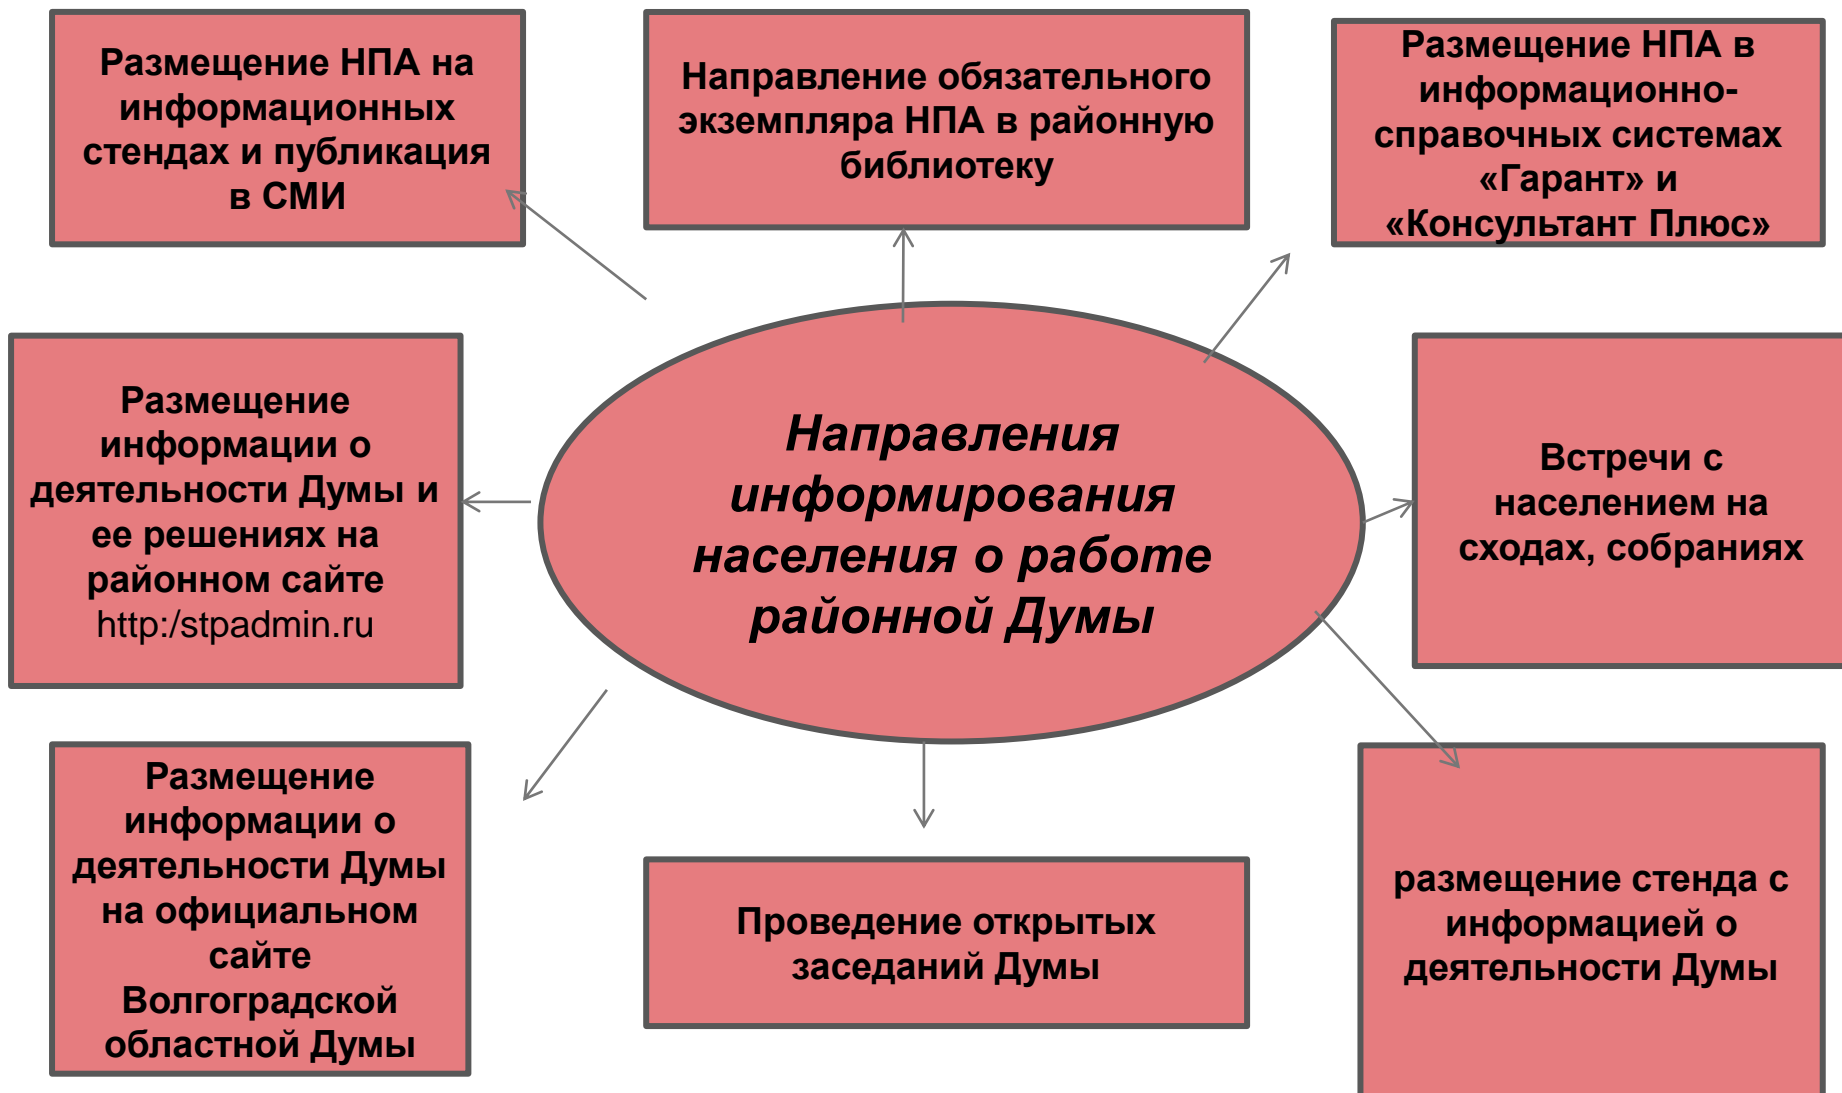 Размещение НПА на
информационных
стендах и публикация
в СМИ
Направление обязательного
экземпляра НПА в районную
библиотеку
Размещение НПА в
информационно-
справочных системах
«Гарант» и
«Консультант Плюс»
Размещение
информации о
деятельности Думы и
ее решениях на
районном сайте
http:/stpadmin.ru
Направления
информирования
населения о работе
районной Думы
Встречи с
населением на
сходах, собраниях
Размещение
информации о
деятельности Думы
на официальном
сайте
Волгоградской
областной Думы
Проведение открытых
заседаний Думы
размещение стенда с
информацией о
деятельности Думы